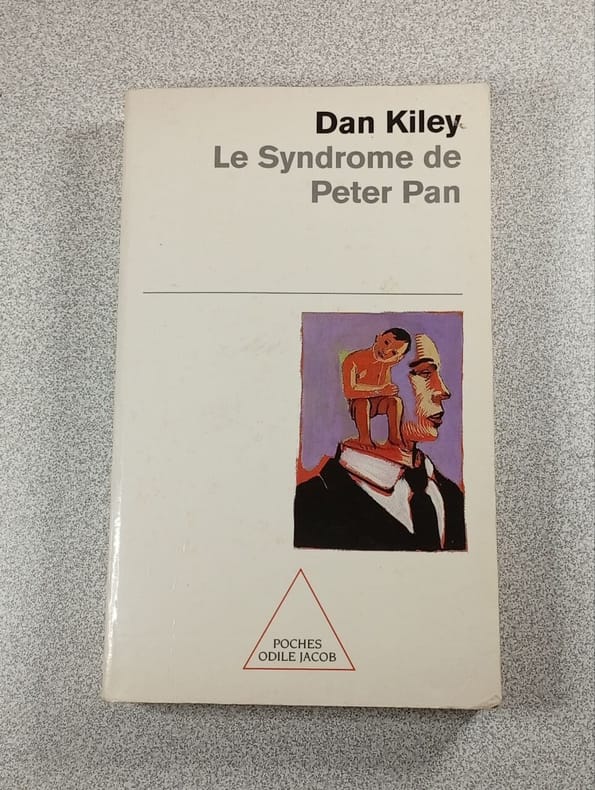 Dan Kiley
Le Syndrome de
Peter Pan
POCHES
ODILE JACOB